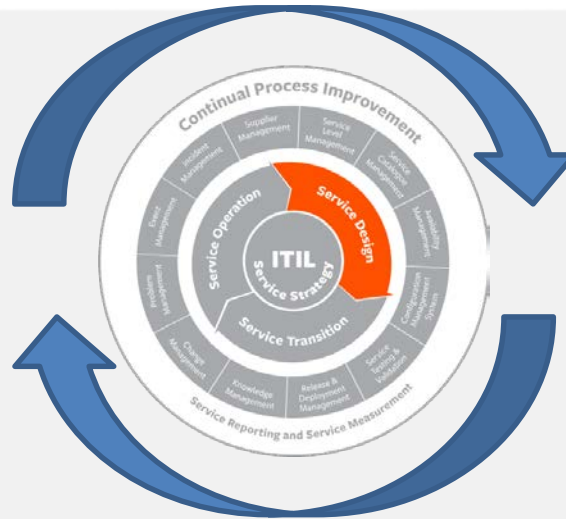 Continual Process Improvement
Supplier
Management
Service
Level
Management
Service
Catalogue
Management
Availability
Management
Configuration
Management
System
Service
Testing &
Validation
Release &
Deployment
Management
Knowledge
Management
Change
Management
Problem
Management
Event
Management
Incident
Management
Service Design
Service Transition
Service Operation
ITIL
Service Strategy
Service Reporting and Service Measurement